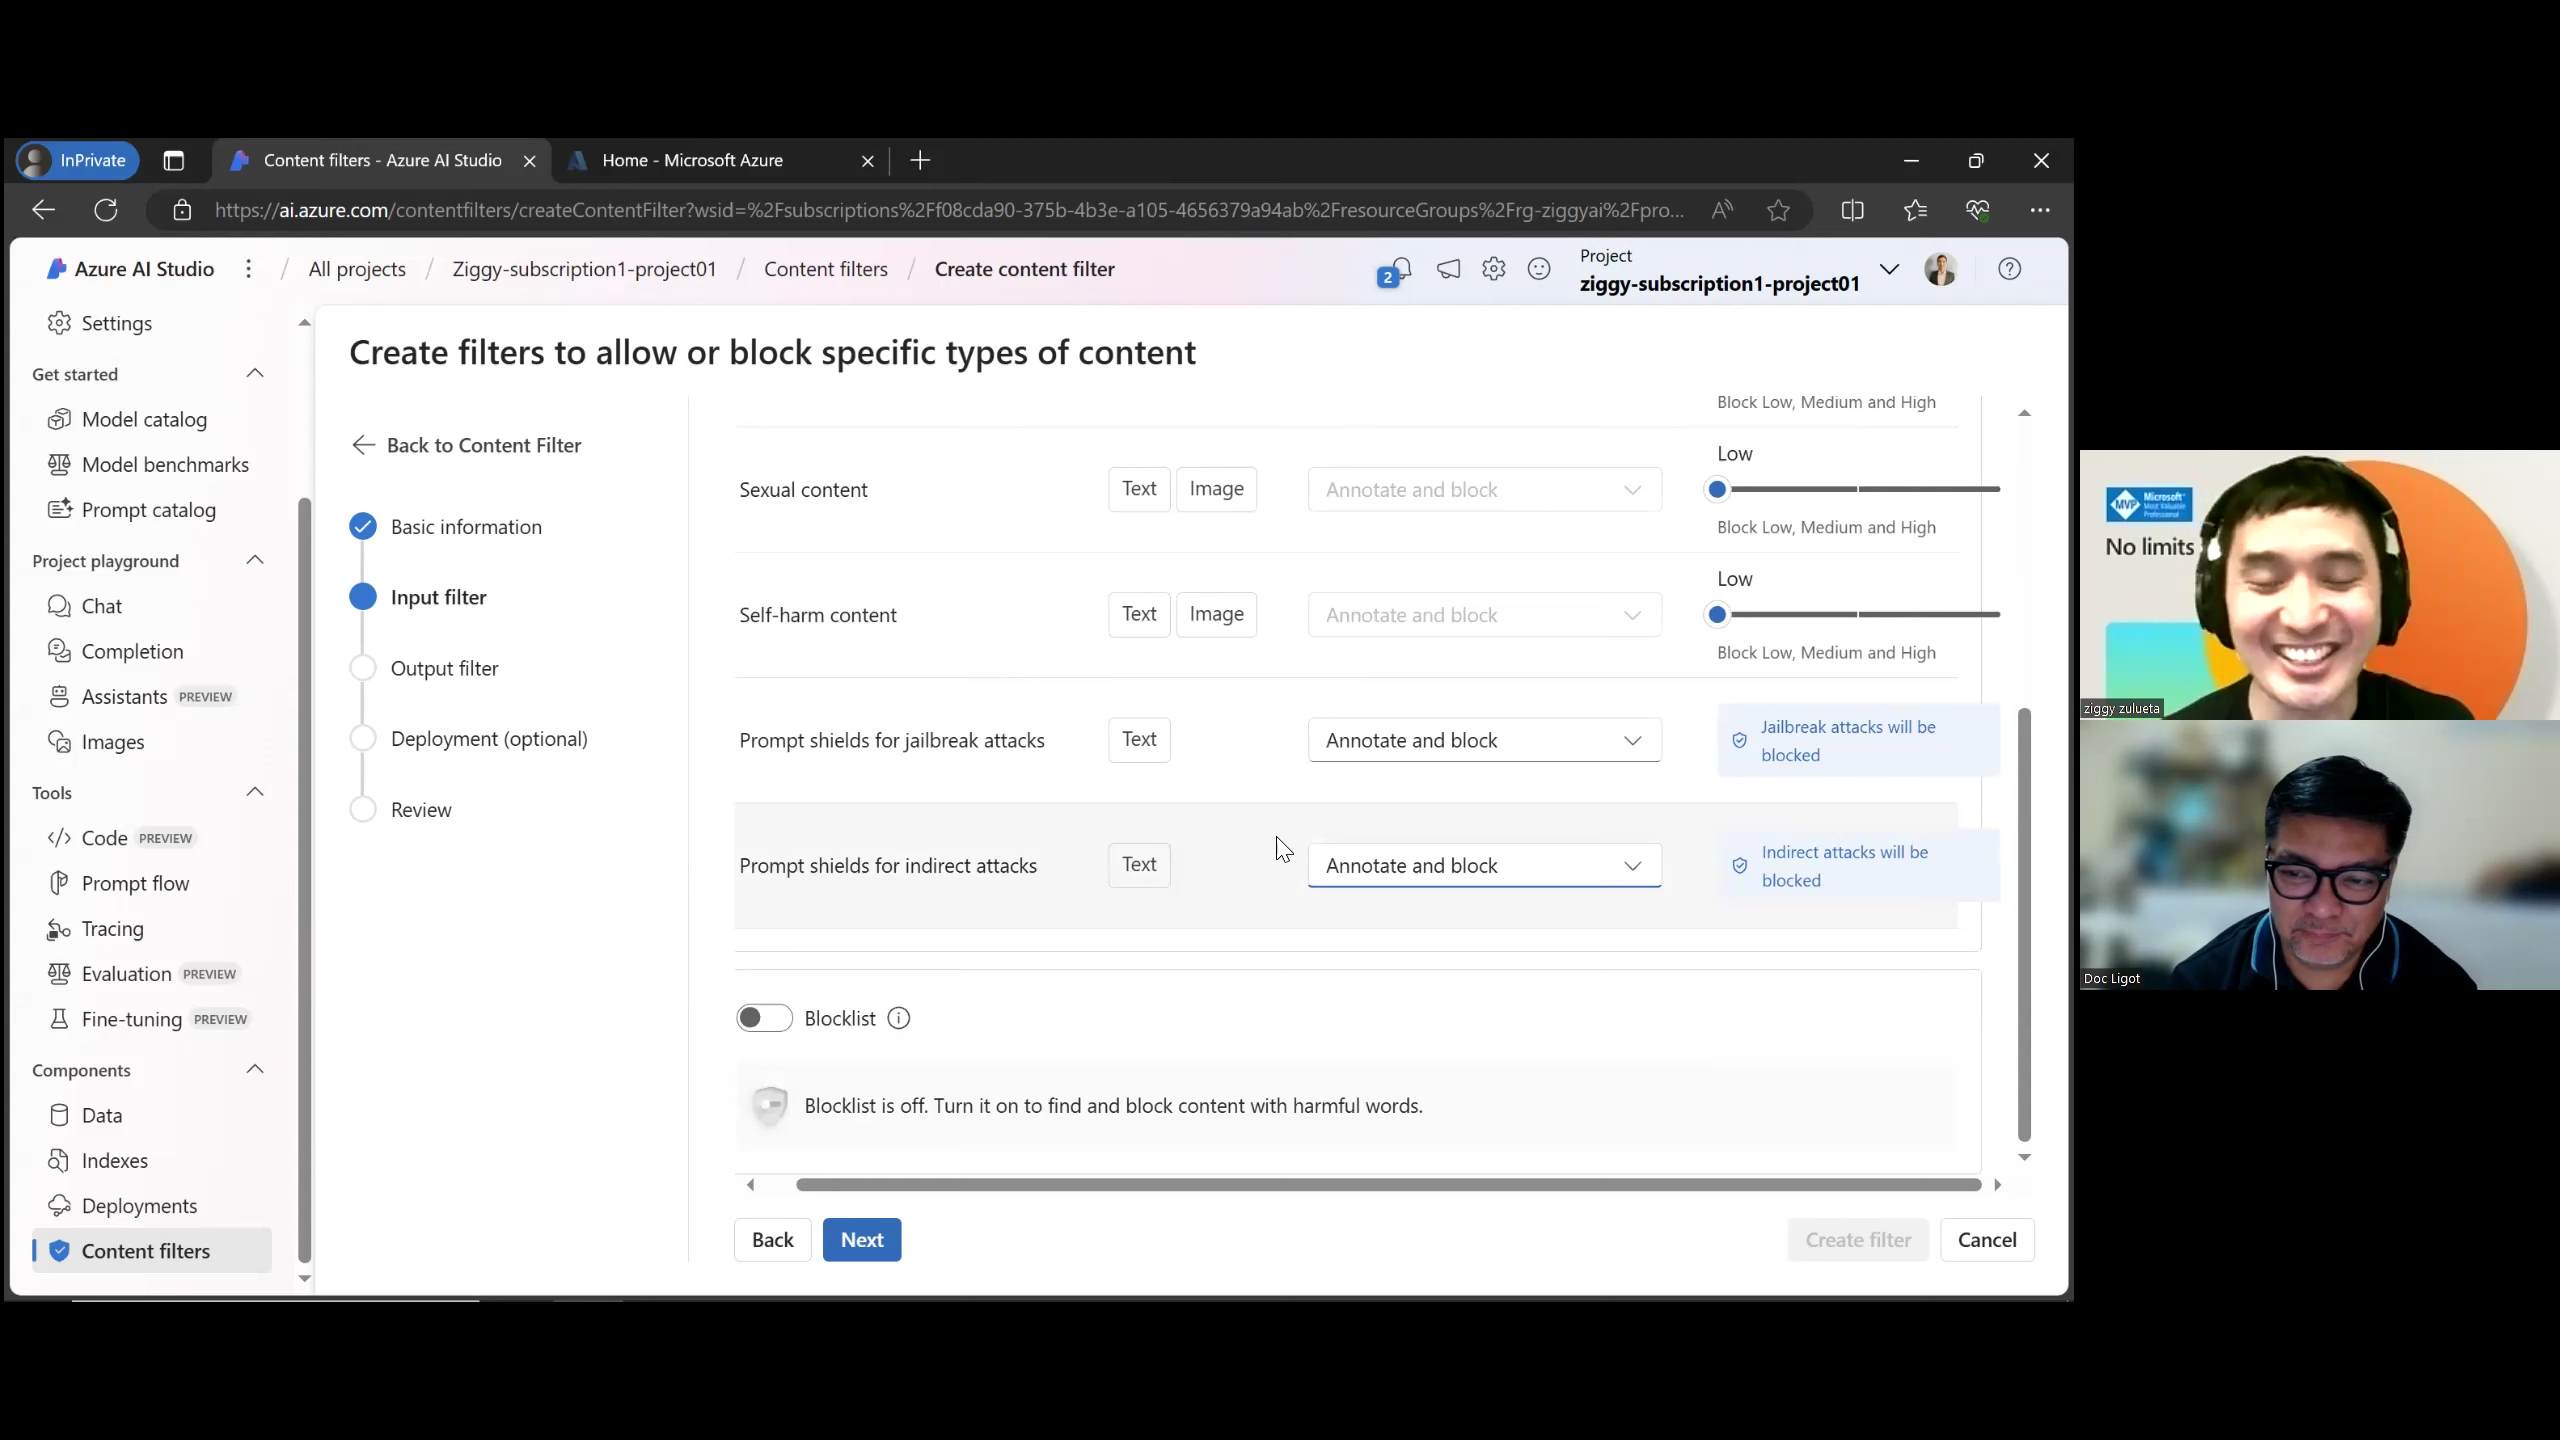 InPrivate
Content filters - Azure AI Studio
Home - Microsoft Azure
https://ai.azure.com/contentfilters/createContentFilter?wsid=%2Fsubscriptions%2Ff08cda90-375b-4b3e-a105-4656379a94ab%2FresourceGroups%2Frg-ziggyai%2Fpro...
Azure AI Studio
/ All projects / Ziggy-subscription1-project01 / Content filters / Create content filter
2
Project
ziggy-subscription1-project01
Settings
Get started
Model catalog
Model benchmarks
Prompt catalog
Project playground
Chat
Completion
Assistants PREVIEW
Images
Tools
Code PREVIEW
Prompt flow
Tracing
Evaluation PREVIEW
Fine-tuning PREVIEW
Components
Data
Indexes
Deployments
Content filters
Create filters to allow or block specific types of content
Back to Content Filter
Basic information
Input filter
Output filter
Deployment (optional)
Review
Block Low, Medium and High
Sexual content Text Image Annotate and block Low
Block Low, Medium and High
Self-harm content Text Image Annotate and block Low
Block Low, Medium and High
Prompt shields for jailbreak attacks Text Annotate and block Jailbreak attacks will be
blocked
Prompt shields for indirect attacks Text Annotate and block Indirect attacks will be
blocked
Blocklist
Blocklist is off. Turn it on to find and block content with harmful words.
Back Next Create filter Cancel
Microsoft
MVP Most Valuable
Professional
No limits
ziggy zulueta
Doc Ligot